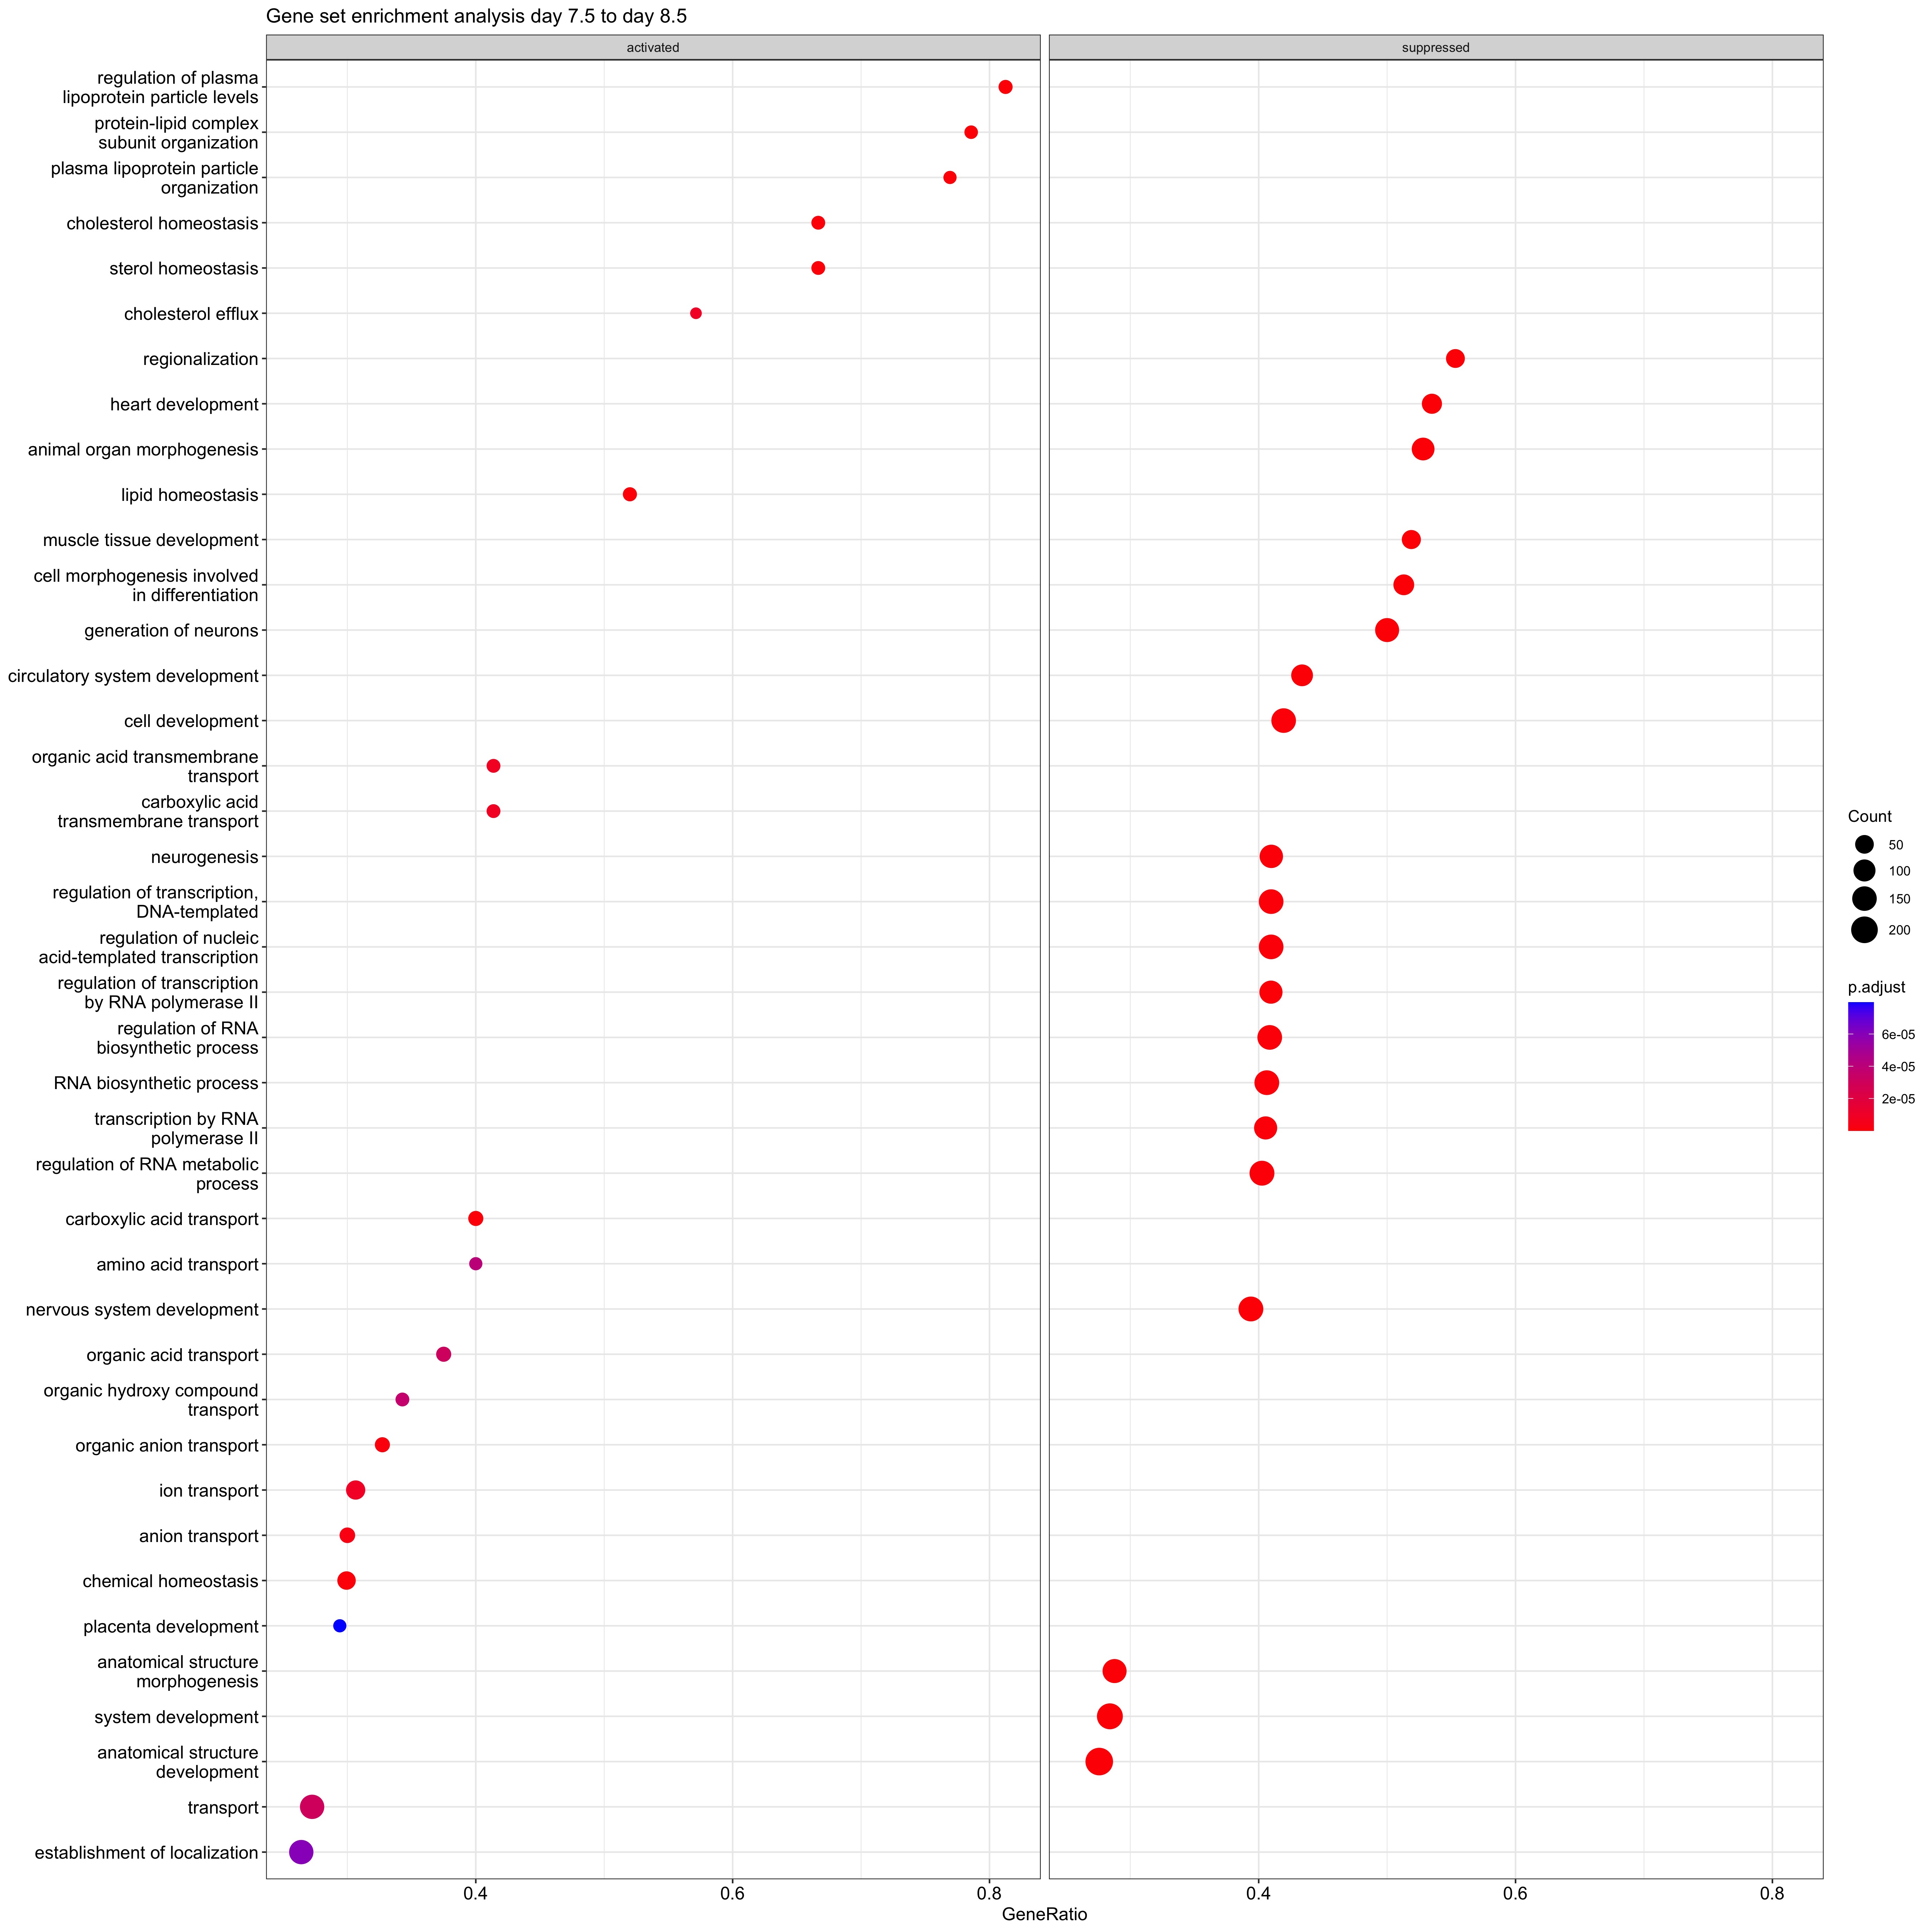 Gene set enrichment analysis day 7.5 to day 8.5
activated
suppressed
regulation of plasma
lipoprotein particle levels
protein-lipid complex
subunit organization
plasma lipoprotein particle
organization
cholesterol homeostasis
sterol homeostasis
cholesterol efflux
regionalization
heart development
animal organ morphogenesis
lipid homeostasis
muscle tissue development
cell morphogenesis involved
in differentiation
generation of neurons
circulatory system development
cell development
organic acid transmembrane
transport
carboxylic acid
transmembrane transport
neurogenesis
regulation of transcription,
DNA-templated
regulation of nucleic
acid-templated transcription
regulation of transcription
by RNA polymerase II
regulation of RNA
biosynthetic process
RNA biosynthetic process
transcription by RNA
polymerase II
regulation of RNA metabolic
process
carboxylic acid transport
amino acid transport
nervous system development
organic acid transport
organic hydroxy compound
transport
organic anion transport
ion transport
anion transport
chemical homeostasis
placenta development
anatomical structure
morphogenesis
system development
anatomical structure
development
transport
establishment of localization
0.4
0.6
0.8
0.4
0.6
0.8
GeneRatio
Count
50
100
150
200
p.adjust
6e-05
4e-05
2e-05